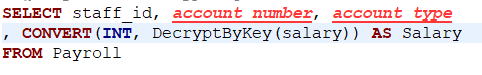 SELECT staff_id, account number, account type
, CONVERT(INT, DecryptByKey(salary)) AS Salary
FROM Payroll